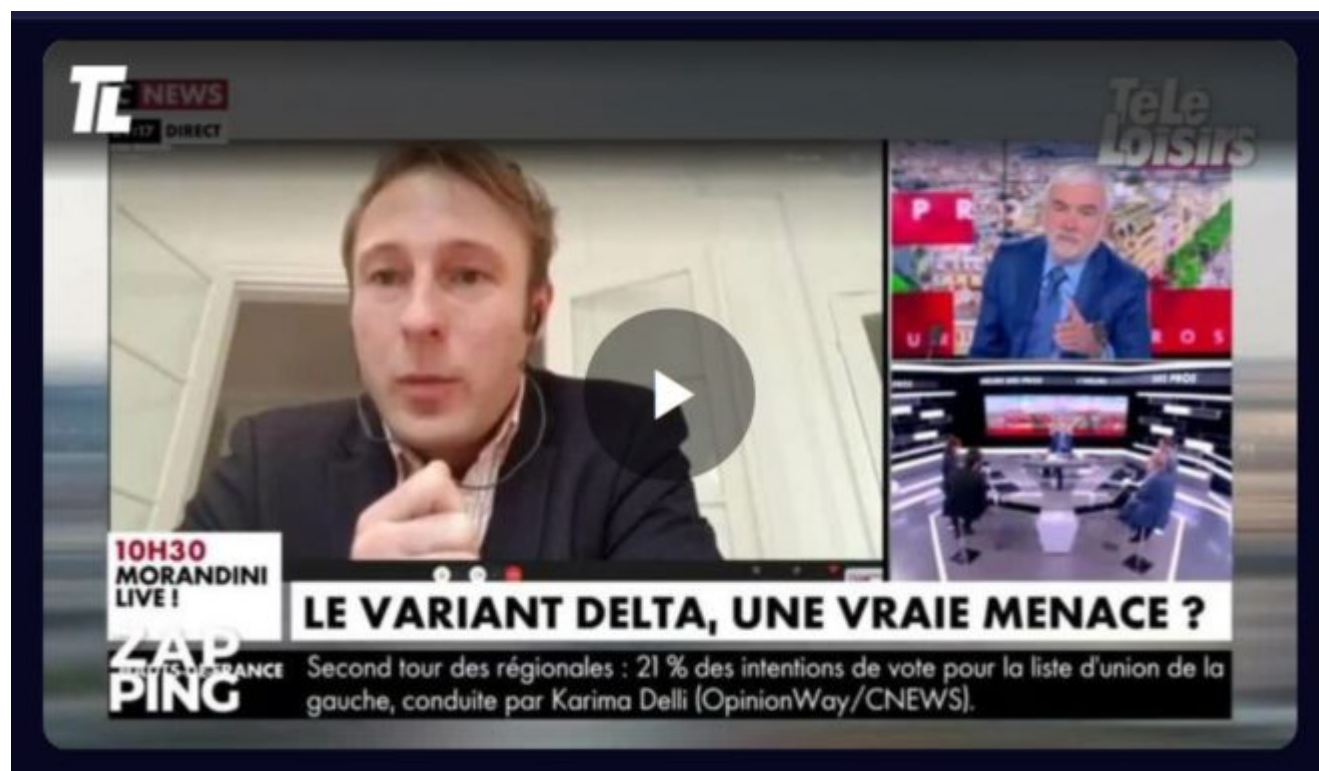 TL
NEWS
DIRECT
TéLé
LOISIRS
P R
U R
R O S
10H30
MORANDINI
LIVE !
LE VARIANT DELTA, UNE VRAIE MENACE ?
ZAP
PING
Second tour des régionales : 21 % des intentions de vote pour la liste d'union de la
gauche, conduite par Karima Delli (OpinionWay/CNEWS).